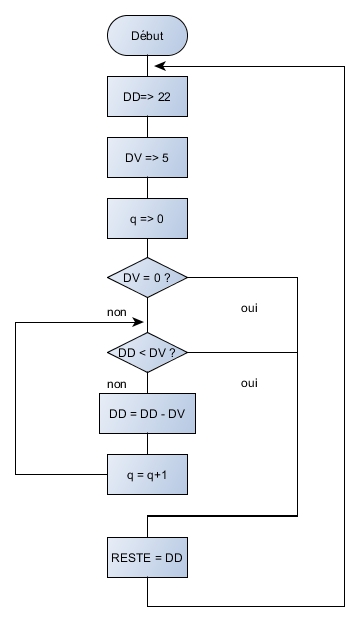 Début
DD=> 22
DV => 5
q => 0
DV = 0 ?
oui
non
DD < DV ?
oui
non
DD = DD - DV
q = q+1
RESTE = DD